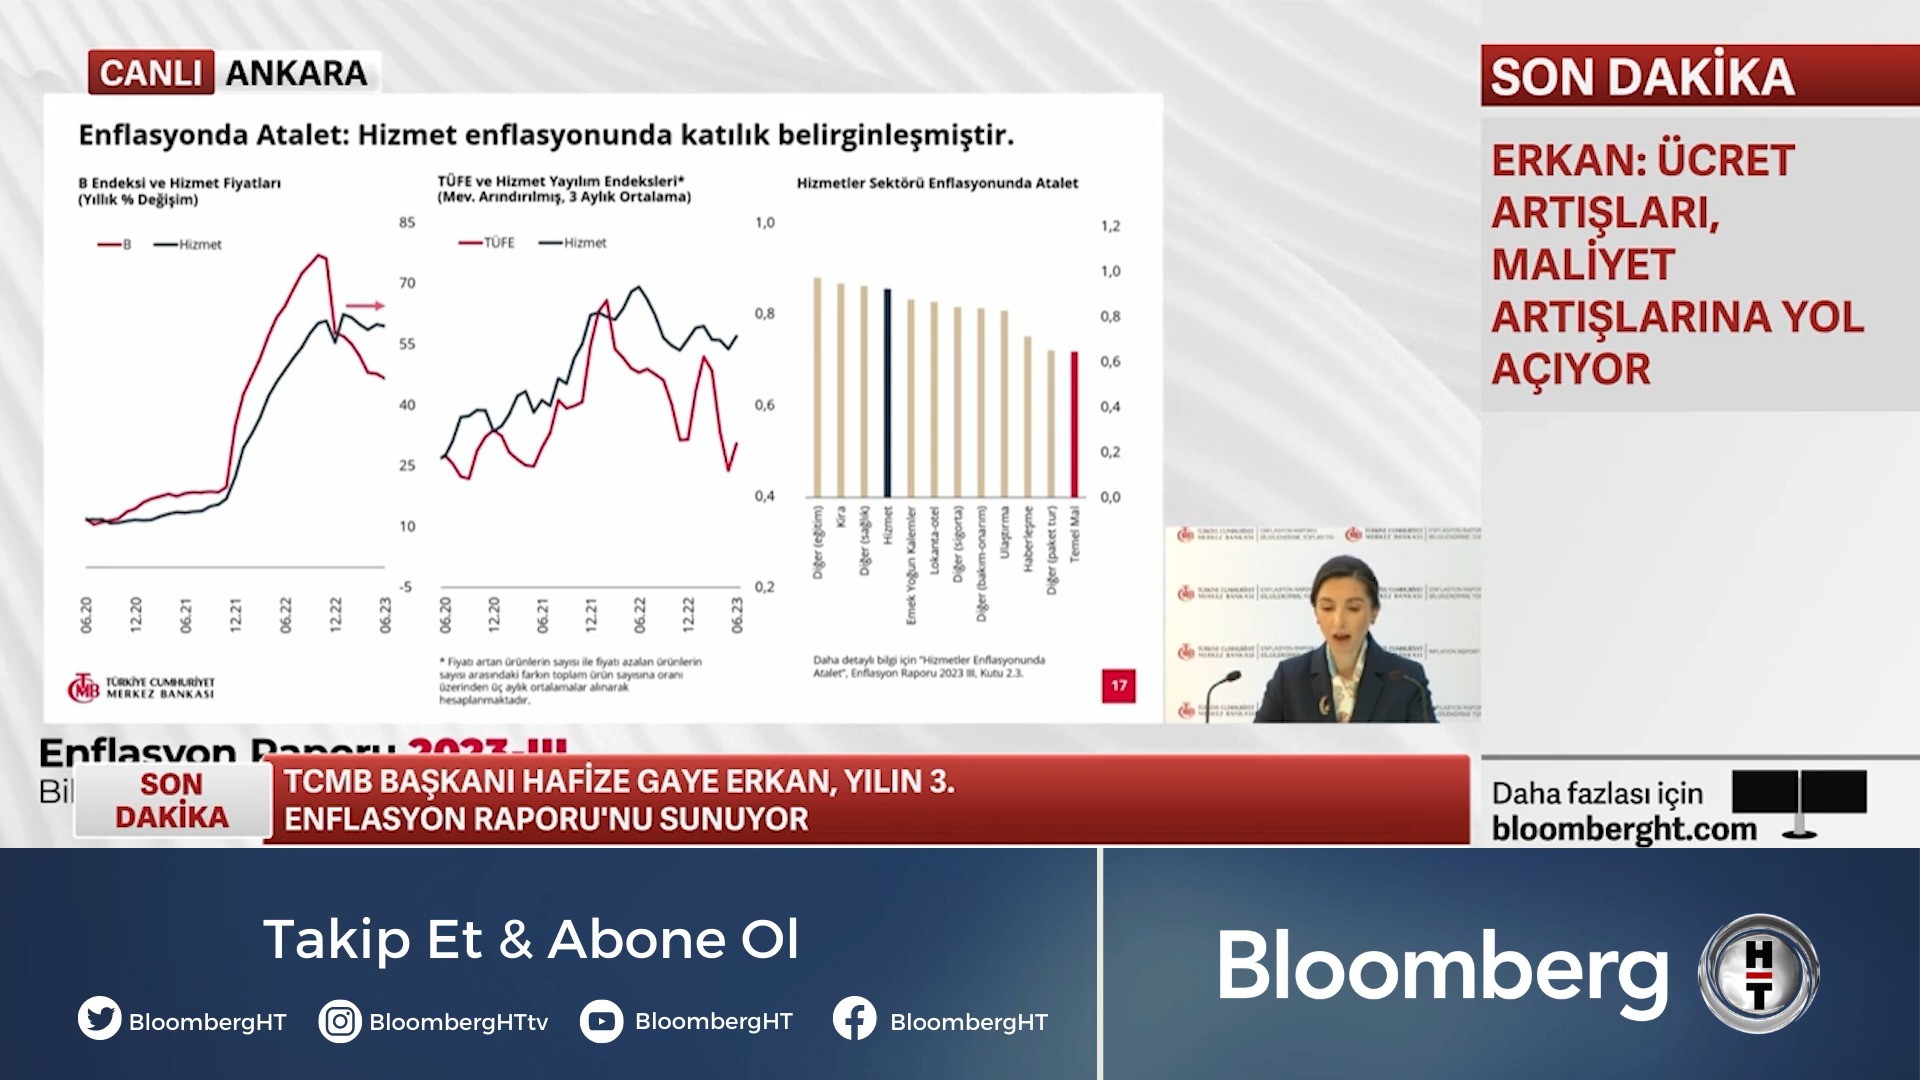 CANLI ANKARA
Enflasyonda Atalet: Hizmet enflasyonunda katılık belirginleşmiştir.
B Endeksi ve Hizmet Fiyatları
(Yıllık % Değişim)
B Hizmet
85
70
55
40
25
10
-5
06.20
12.20
06.21
12.21
06.22
12.22
06.23
TÜFE ve Hizmet Yayılım Endeksleri*
(Mev. Arındırılmış, 3 Aylık Ortalama)
TÜFE Hizmet
1,0
0,8
0,6
0,4
0,2
06.20
12.20
06.21
12.21
06.22
12.22
06.23
* Fiyatı artan ürünlerin sayısı ile fiyatı azalan ürünlerin
sayısı arasındaki farkın toplam ürün sayısına oranı
üzerinden üç aylık ortalamalar alınarak
hesaplanmaktadır.
Hizmetler Sektörü Enflasyonunda Atalet
1,2
1,0
0,8
0,6
0,4
0,2
0,0
Diğer (eğitim)
Kira
Diğer (sağlık)
Hizmet
Emek Yoğun Kalemler
Lokanta-otel
Diğer (sigorta)
Diğer (bakım-onarım)
Ulaştırma
Haberleşme
Diğer (paket tur)
Temel Mal
Daha detaylı bilgi için “Hizmetler Enflasyonunda
Atalet”, Enflasyon Raporu 2023 III, Kutu 2.3.
TCMB
TÜRKİYE CUMHURİYET
MERKEZ BANKASI
17
Enflasyon Raporu 2023-III
SON
DAKİKA
TCMB BAŞKANI HAFİZE GAYE ERKAN, YILIN 3.
ENFLASYON RAPORU'NU SUNUYOR
SON DAKİKA
ERKAN: ÜCRET
ARTIŞLARI,
MALİYET
ARTIŞLARINA YOL
AÇIYOR
Daha fazlası için
bloomberght.com
Takip Et & Abone Ol
BloombergHT
BloombergHTtv
BloombergHT
BloombergHT
Bloomberg HT